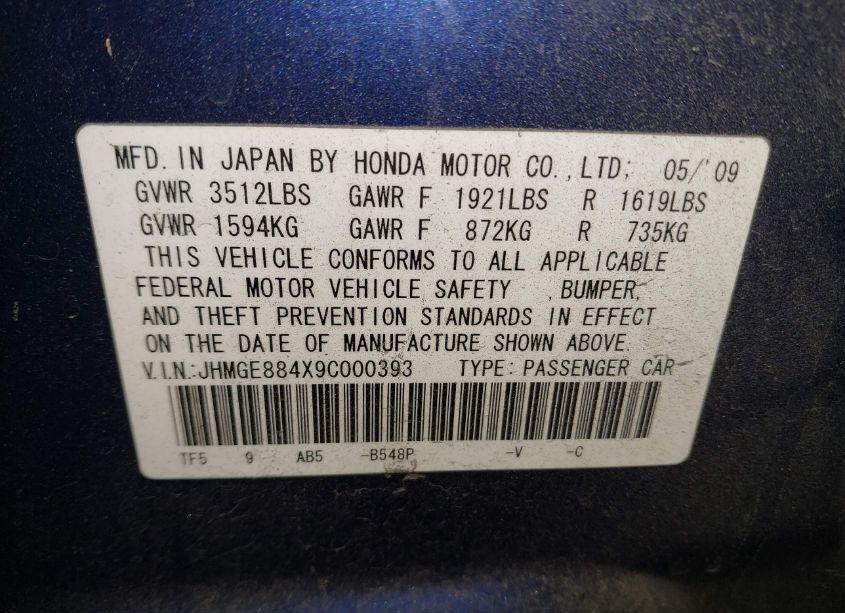 MFD. IN JAPAN BY HONDA MOTOR CO., LTD; 05/'09
GVWR 3512LBS GAWR F 1921LBS R 1619LBS
GVWR 1594KG GAWR F 872KG R 735KG
THIS VEHICLE CONFORMS TO ALL APPLICABLE
FEDERAL MOTOR VEHICLE SAFETY , BUMPER,
AND THEFT PREVENTION STANDARDS IN EFFECT
ON THE DATE OF MANUFACTURE SHOWN ABOVE.
V.I.N.:JHMGE884X9C000393 TYPE: PASSENGER CAR
TF5 9 AB5 -B548P -V -C